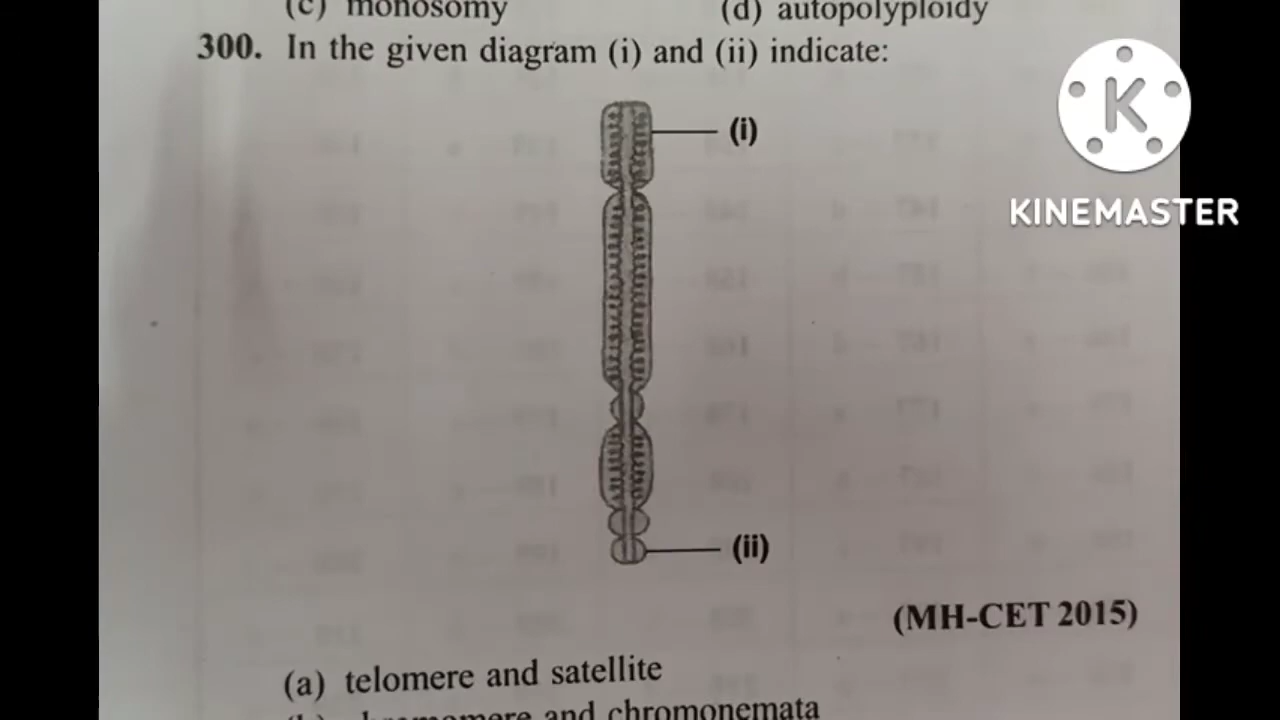 (c) monosomy (d) autopolyploidy
300. In the given diagram (i) and (ii) indicate:
(i)
K
KINEMASTER
(ii)
(MH-CET 2015)
(a) telomere and satellite
and chromonemata